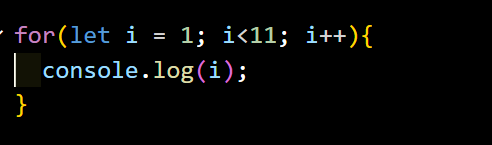 for(let i = 1; i<11; i++){
  console.log(i);
}